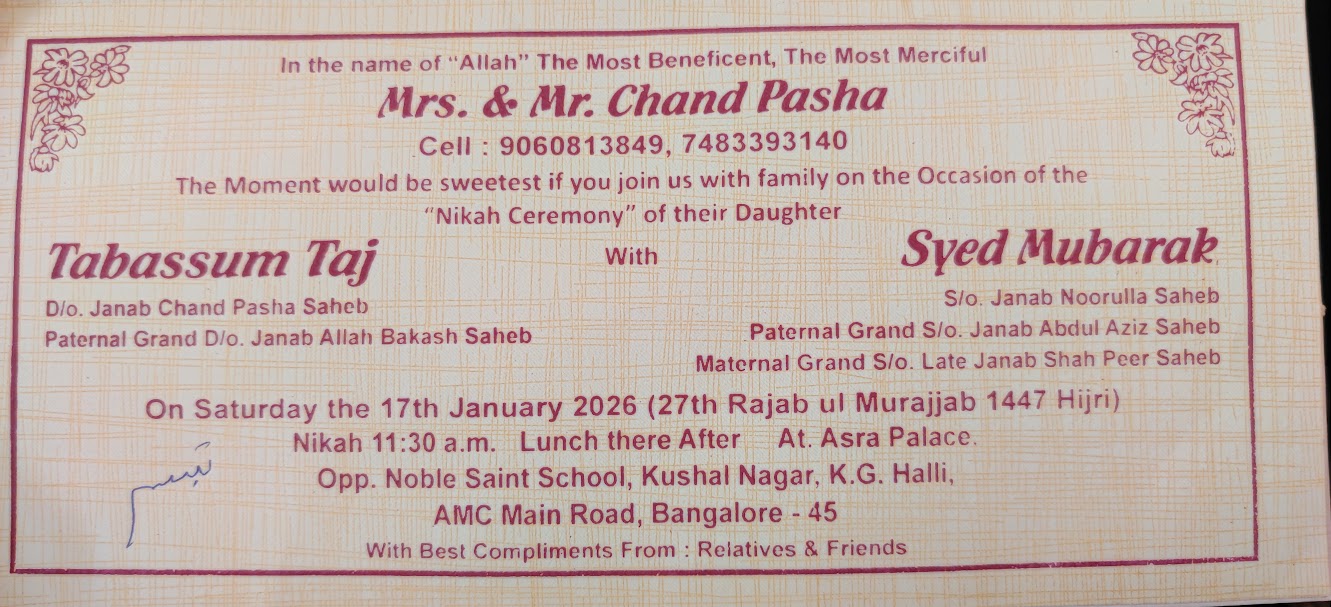 In the name of “Allah” The Most Beneficent, The Most Merciful
Mrs. & Mr. Chand Pasha
Cell : 9060813849, 7483393140
The Moment would be sweetest if you join us with family on the Occasion of the
“Nikah Ceremony” of their Daughter
Tabassum Taj With Syed Mubarak
D/o. Janab Chand Pasha Saheb
Paternal Grand D/o. Janab Allah Bakash Saheb
S/o. Janab Noorulla Saheb
Paternal Grand S/o. Janab Abdul Aziz Saheb
Maternal Grand S/o. Late Janab Shah Peer Saheb
On Saturday the 17th January 2026 (27th Rajab ul Murajjab 1447 Hijri)
Nikah 11:30 a.m. Lunch there After At. Asra Palace.
Opp. Noble Saint School, Kushal Nagar, K.G. Halli,
AMC Main Road, Bangalore - 45
With Best Compliments From : Relatives & Friends